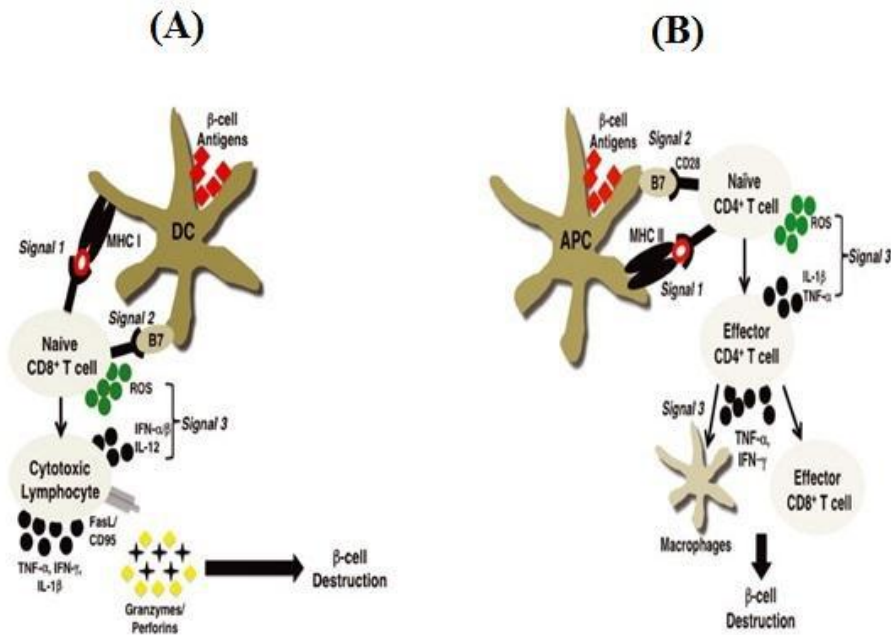 (A)
β-cell
Antigens
DC
MHC I
Signal 1
Signal 2
B7
Naïve
CD8⁺ T cell
ROS
IFN-α/β
IL-12
Signal 3
Cytotoxic
Lymphocyte
FasL/
CD95
TNF-α, IFN-γ,
IL-1β
Granzymes/
Perforins
β-cell
Destruction
(B)
β-cell
Antigens
Signal 2
B7
CD28
Naïve
CD4⁺ T cell
APC
MHC II
Signal 1
ROS
Signal 3
IL-1β
TNF-α
Effector
CD4⁺ T cell
Signal 3
TNF-α,
IFN-γ
Macrophages
Effector
CD8⁺ T cell
β-cell
Destruction